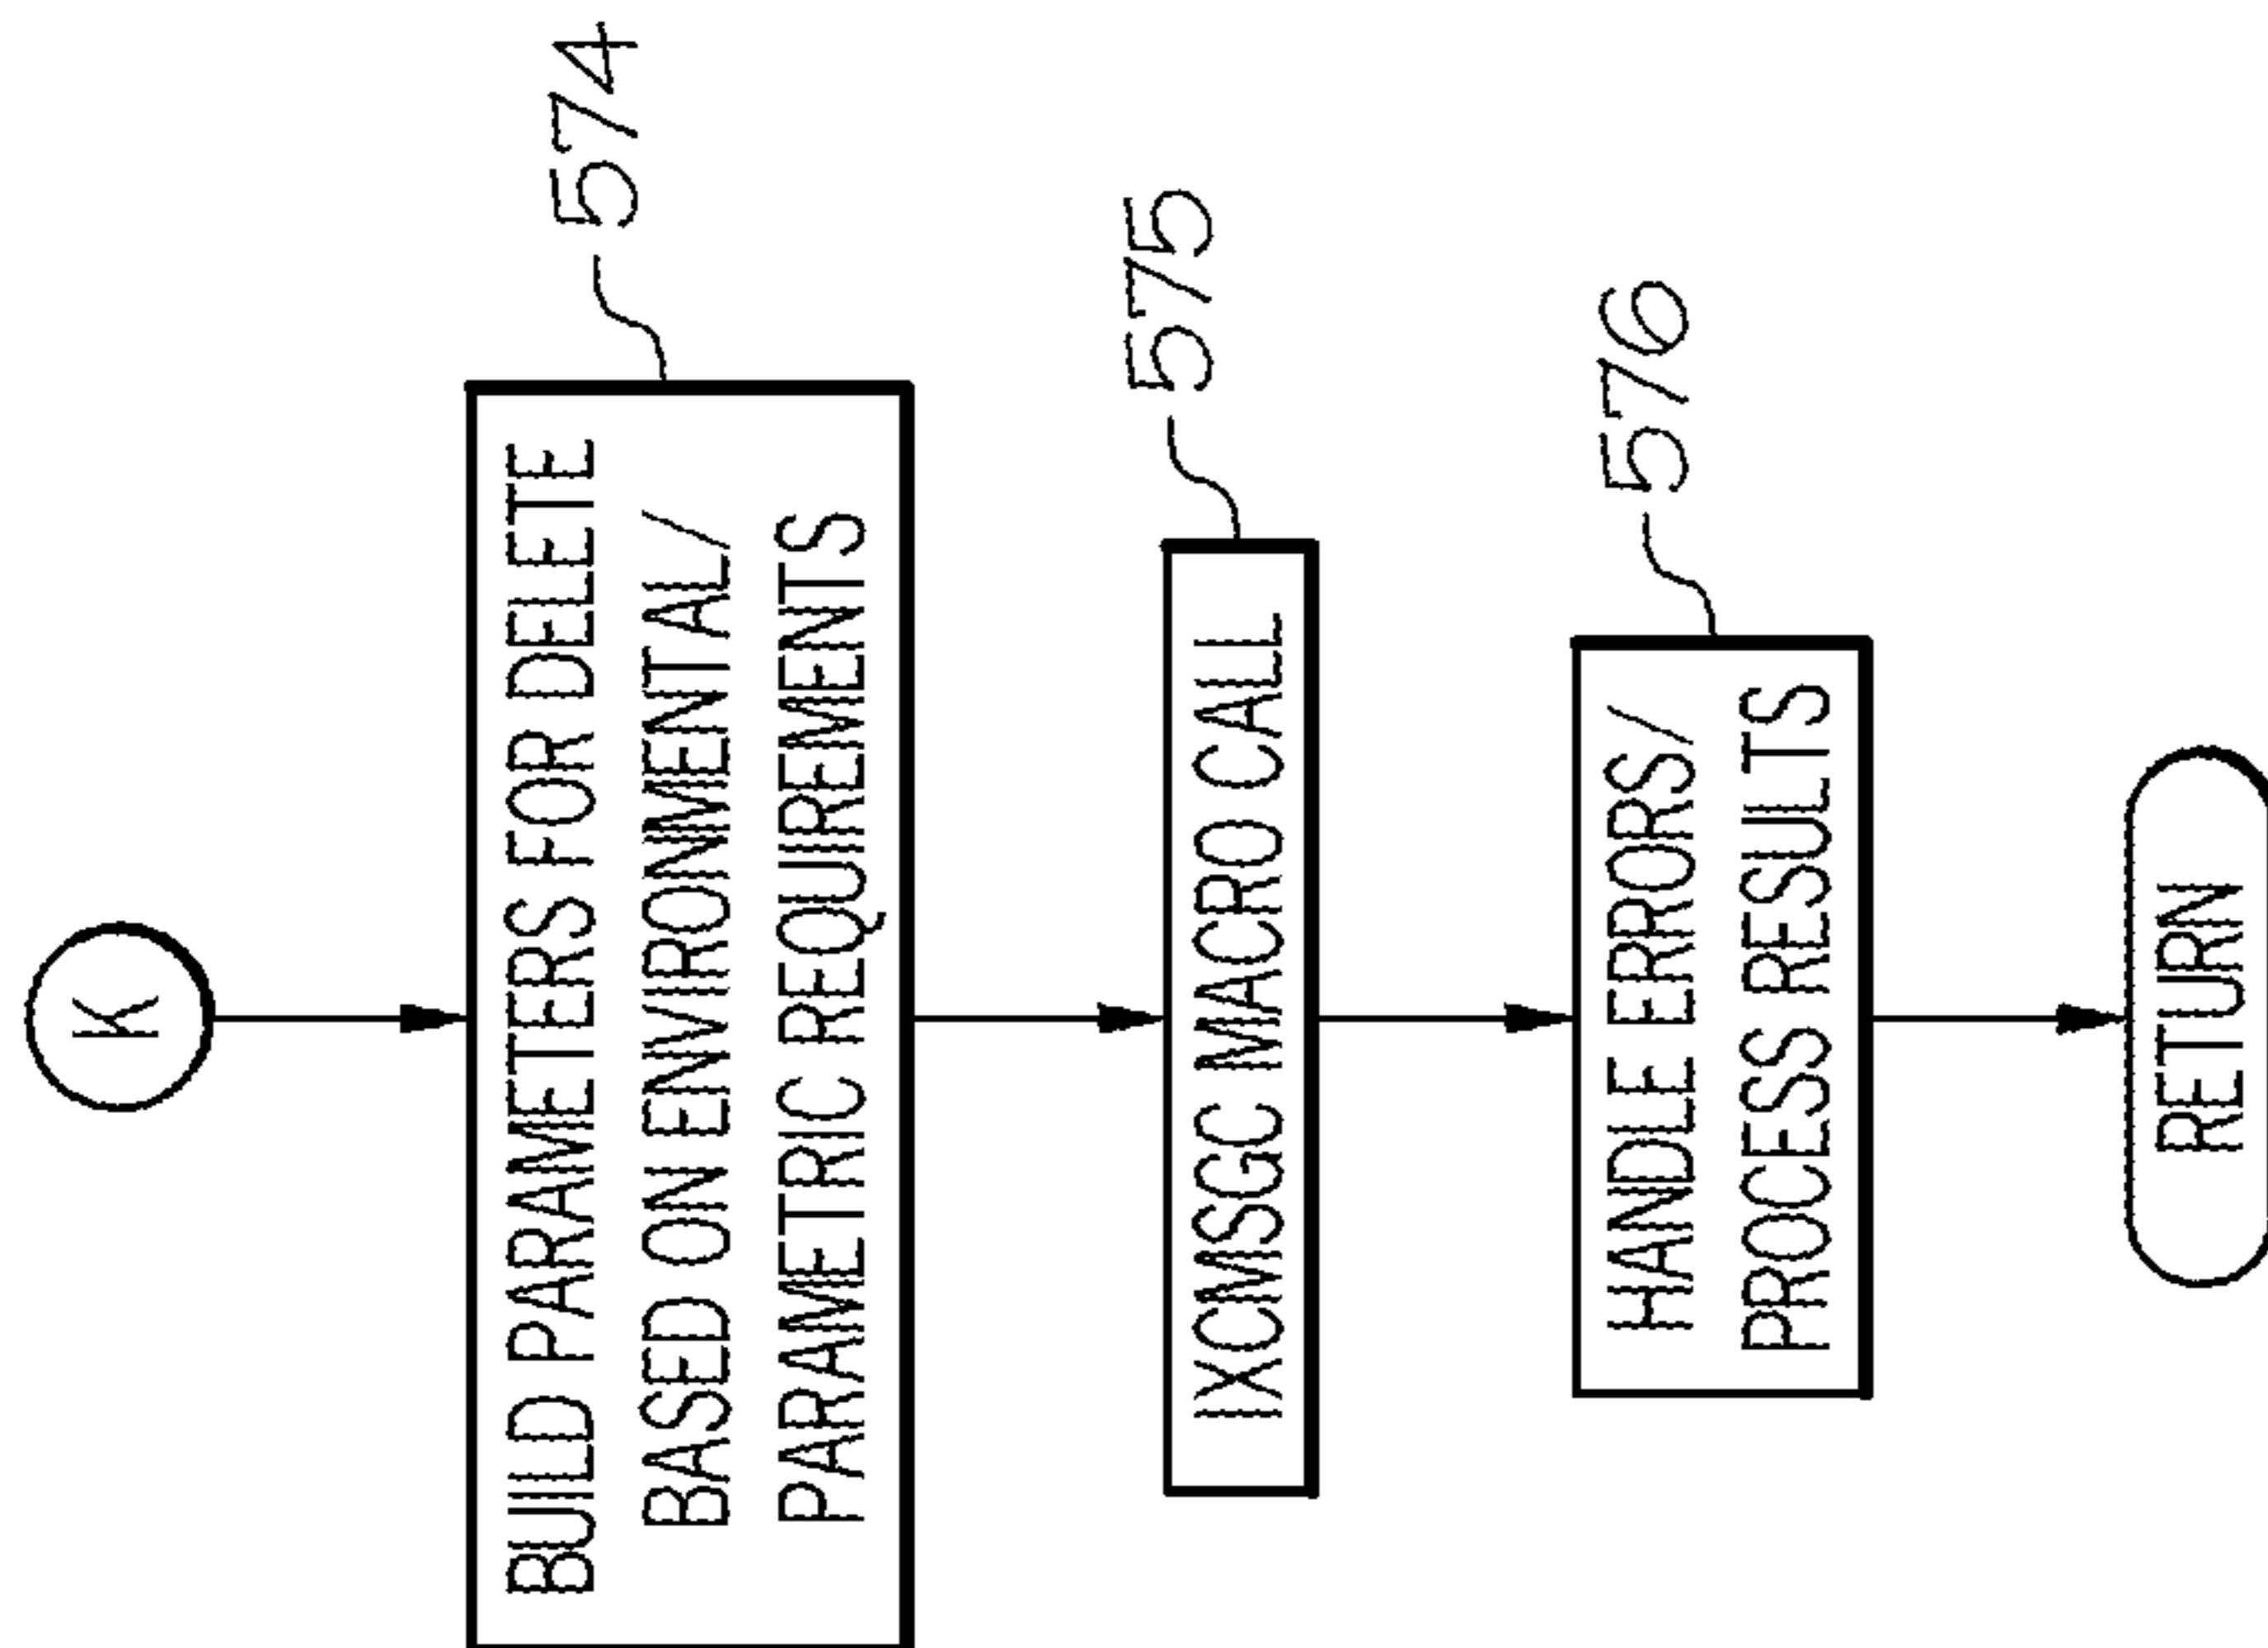 K
574
BUILD PARAMETERS FOR DELETE
BASED ON ENVIRONMENTAL/
PARAMETRIC REQUIREMENTS
575
IXCMSGC MACRO CALL
576
HANDLE ERRORS/
PROCESS RESULTS
RETURN